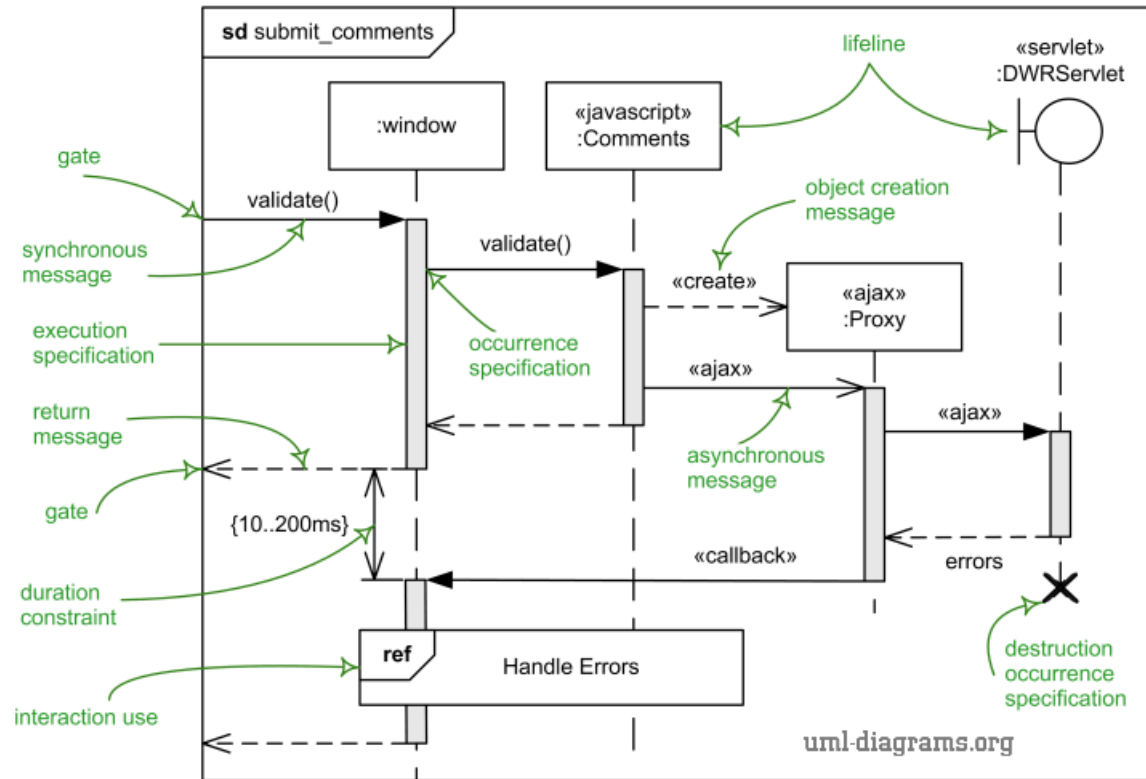 sd submit_comments
lifeline
«servlet»
:DWRServlet
:window
«javascript»
:Comments
gate
validate()
object creation
message
synchronous
message
validate()
«create»
«ajax»
:Proxy
execution
specification
occurrence
specification
«ajax»
return
message
«ajax»
asynchronous
message
gate
{10..200ms}
«callback»
errors
duration
constraint
ref
Handle Errors
destruction
occurrence
specification
interaction use
uml-diagrams.org